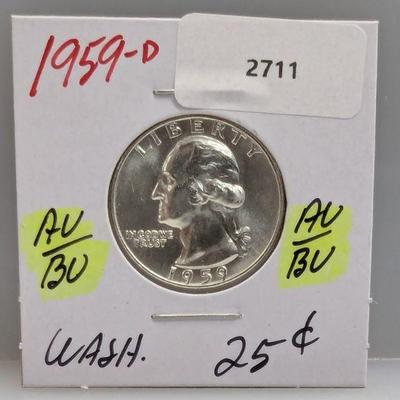 1959-D
2711
LIBERTY
IN GOD WE
TRUST
1959
AU
BU
AU
BU
WASH.
25¢